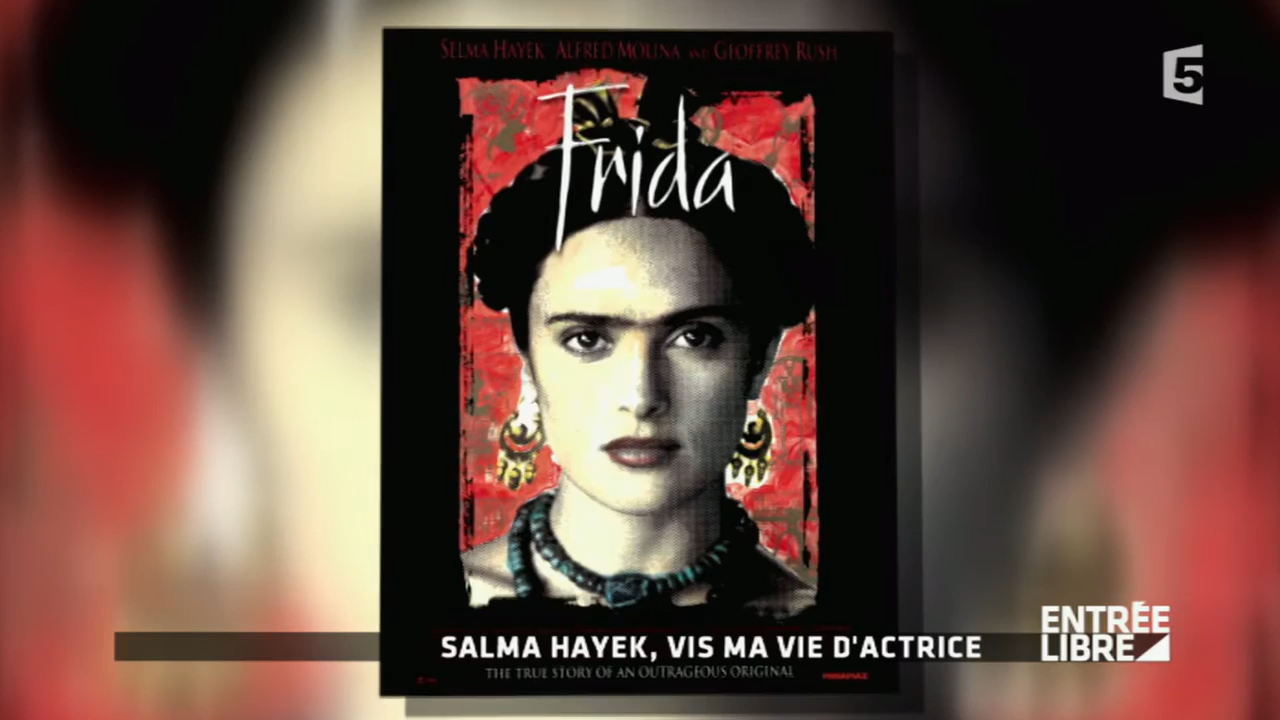 SELMA HAYEK ALFRED MOLINA AND GEOFFREY RUSH
5
Frida
ENTRÉE
LIBRE
SALMA HAYEK, VIS MA VIE D'ACTRICE
THE TRUE STORY OF AN OUTRAGEOUS ORIGINAL
MIRAMAX